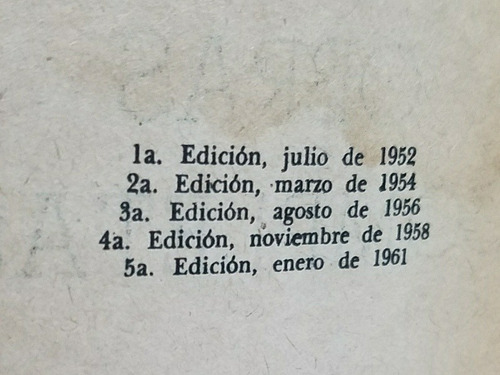 1a. Edición, julio de 1952
2a. Edición, marzo de 1954
3a. Edición, agosto de 1956
4a. Edición, noviembre de 1958
5a. Edición, enero de 1961